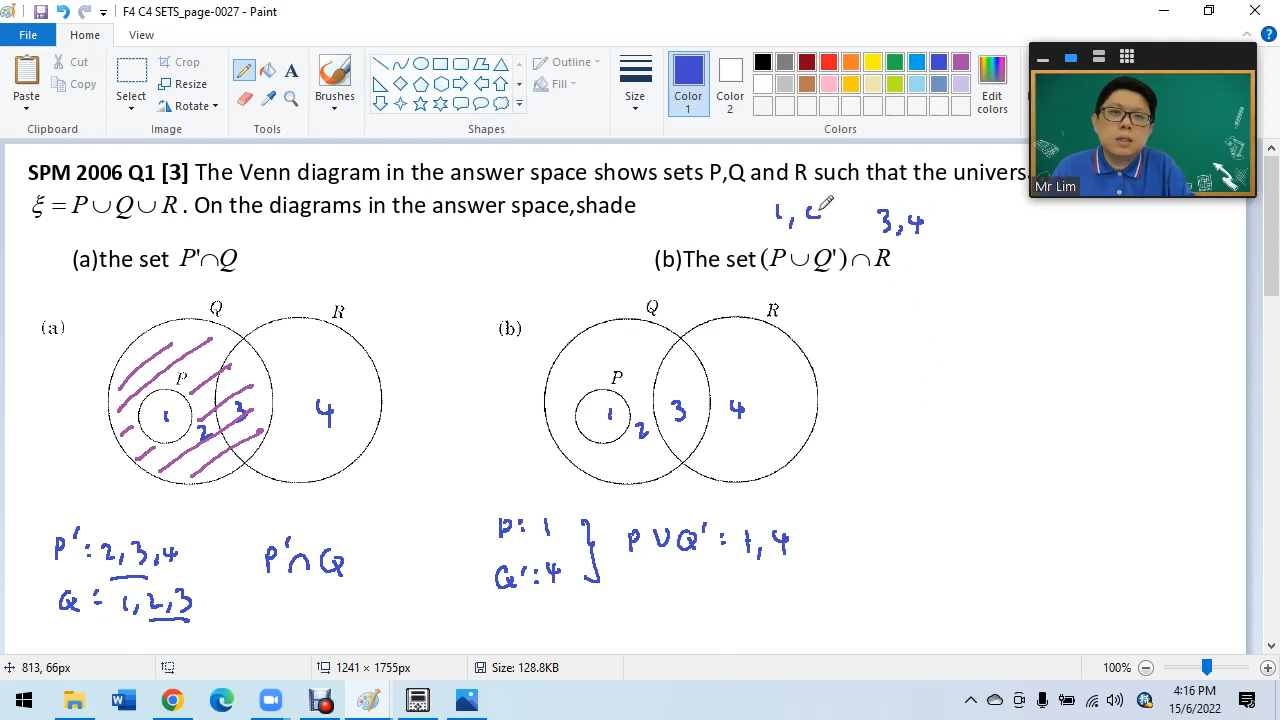 F4 C4 SETS_page-0027 - Paint
File Home View
Paste Cut Copy Clipboard
Select Crop Resize Rotate Image
Tools
Brushes
Outline Fill Shapes
Size
Color 1 Color 2 Edit colors Colors
SPM 2006 Q1 [3] The Venn diagram in the answer space shows sets P,Q and R such that the univers
Mr Lim
ξ = P ∪ Q ∪ R . On the diagrams in the answer space,shade
1, 3,4
(a)the set P'∩Q
(b)The set (P ∪ Q') ∩ R
(a) Q R
P
1 2 3 4
(b) Q R
P
1 2 3 4
P' : 2,3,4
Q : 1,2,3
P' ∩ Q
P: 1
Q': 4
P ∪ Q' : 1, 4
813, 66px 1241 × 1755px Size: 128.8KB 100%
4:16 PM
15/6/2022